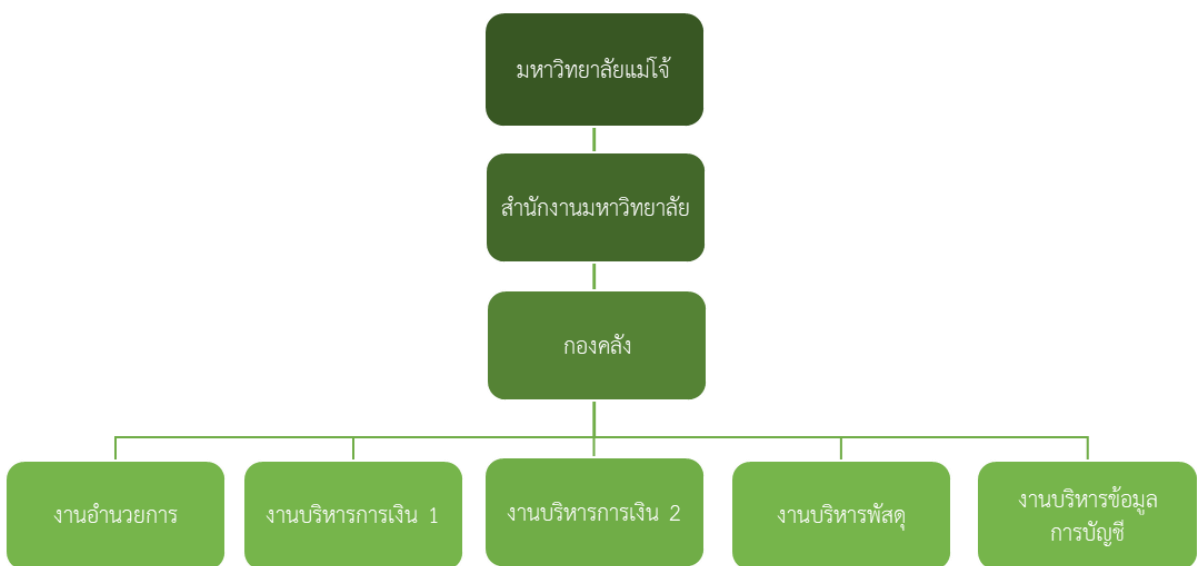 มหาวิทยาลัยแม่โจ้
สำนักงานมหาวิทยาลัย
กองคลัง
งานอำนวยการ
งานบริหารการเงิน 1
งานบริหารการเงิน 2
งานบริหารพัสดุ
งานบริหารข้อมูล
การบัญชี